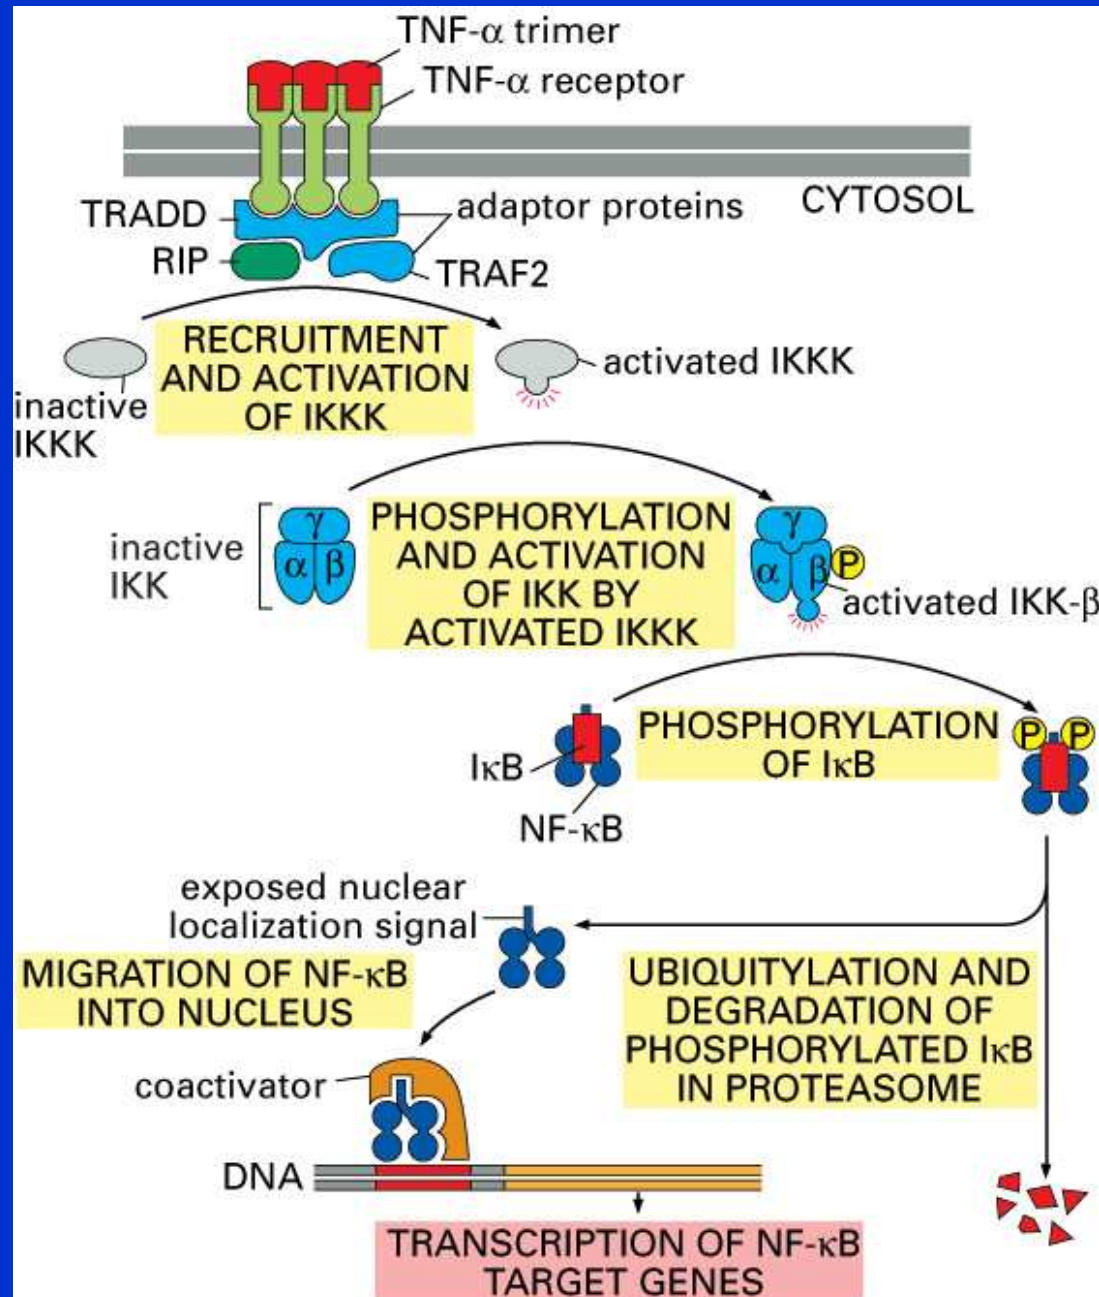 TNF-α trimer
TNF-α receptor
CYTOSOL
TRADD
adaptor proteins
RIP
TRAF2
RECRUITMENT
AND ACTIVATION
OF IKKK
inactive
IKKK
activated IKKK
inactive
IKK
γ
α β
PHOSPHORYLATION
AND ACTIVATION
OF IKK BY
ACTIVATED IKKK
γ
α β
P
activated IKK-β
IκB
NF-κB
PHOSPHORYLATION
OF IκB
P P
exposed nuclear
localization signal
MIGRATION OF NF-κB
INTO NUCLEUS
UBIQUITYLATION AND
DEGRADATION OF
PHOSPHORYLATED IκB
IN PROTEASOME
coactivator
DNA
TRANSCRIPTION OF NF-κB
TARGET GENES